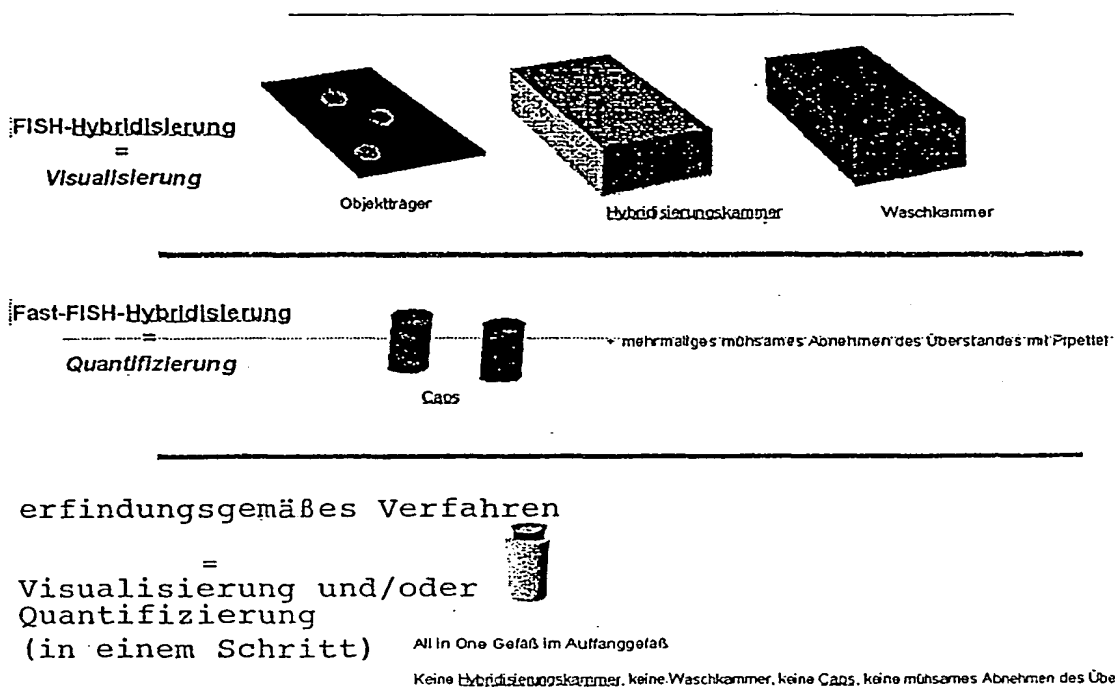 FISH-Hybridisierung
=
Visualisierung
Objektträger
Hybridisierungskammer
Waschkammer
Fast-FISH-Hybridisierung
=
Quantifizierung
mehrmaliges mühsames Abnehmen des Überstandes mit Pipette
Caps
erfindungsgemäßes Verfahren
=
Visualisierung und/oder
Quantifizierung
(in einem Schritt)
All in One Gefäß im Auffanggefäß
Keine Hybridisierungskammer, keine Waschkammer, keine Caps, keine mühsames Abnehmen des Übe